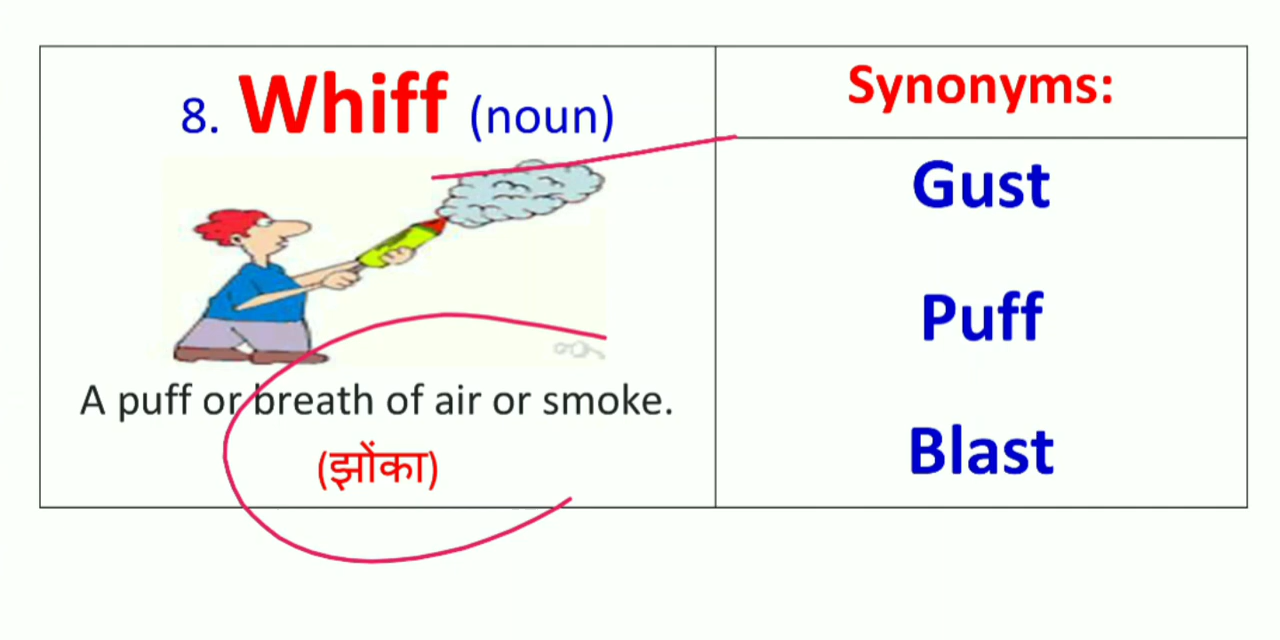 8. Whiff (noun)
A puff or breath of air or smoke.
(झोंका)
Synonyms:
Gust
Puff
Blast